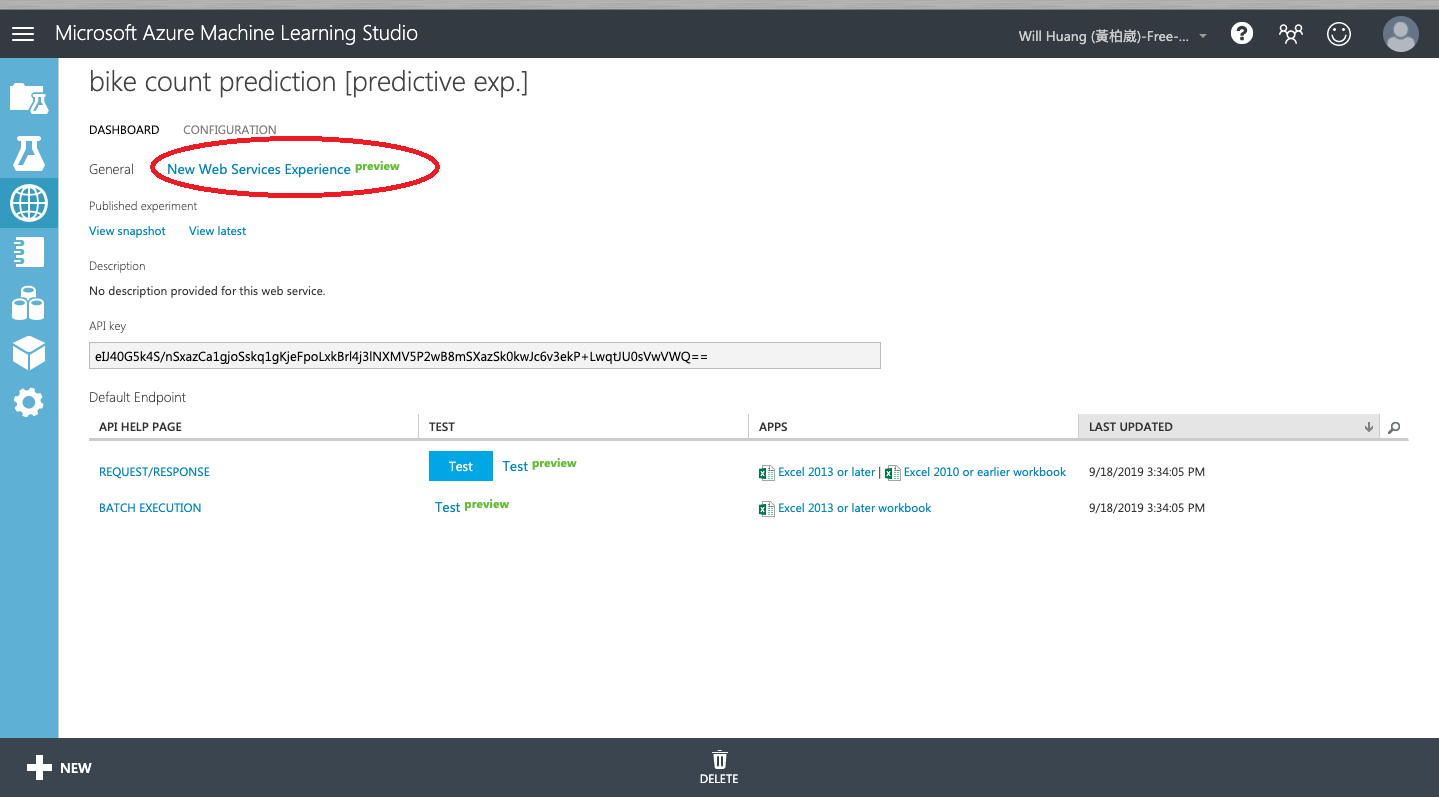 Microsoft Azure Machine Learning Studio
Will Huang (黃柏崴)-Free-...
bike count prediction [predictive exp.]
DASHBOARD CONFIGURATION
General New Web Services Experience preview
Published experiment
View snapshot View latest
Description
No description provided for this web service.
API key
eIJ40G5k4S/nSxazCa1gjoSskq1gKjeFpoLxkBrl4j3lNXMV5P2wB8mSXazSk0kwJc6v3ekP+LwqtJU0sVwVWQ==
Default Endpoint
API HELP PAGE TEST APPS LAST UPDATED
REQUEST/RESPONSE Test Test preview Excel 2013 or later | Excel 2010 or earlier workbook 9/18/2019 3:34:05 PM
BATCH EXECUTION Test preview Excel 2013 or later workbook 9/18/2019 3:34:05 PM
NEW
DELETE